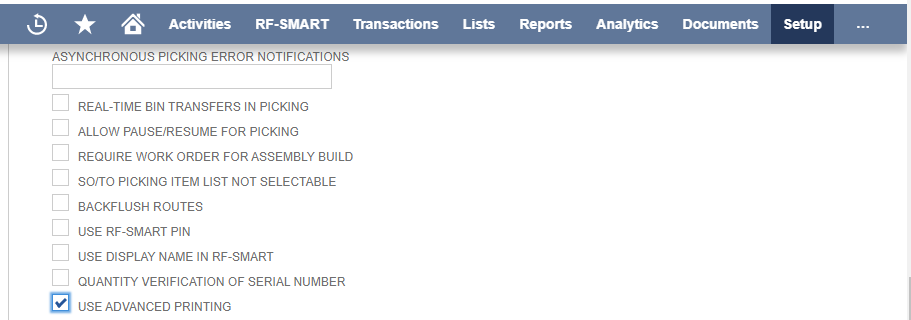 Activities RF-SMART Transactions Lists Reports Analytics Documents Setup ...
ASYNCHRONOUS PICKING ERROR NOTIFICATIONS
REAL-TIME BIN TRANSFERS IN PICKING
ALLOW PAUSE/RESUME FOR PICKING
REQUIRE WORK ORDER FOR ASSEMBLY BUILD
SO/TO PICKING ITEM LIST NOT SELECTABLE
BACKFLUSH ROUTES
USE RF-SMART PIN
USE DISPLAY NAME IN RF-SMART
QUANTITY VERIFICATION OF SERIAL NUMBER
USE ADVANCED PRINTING